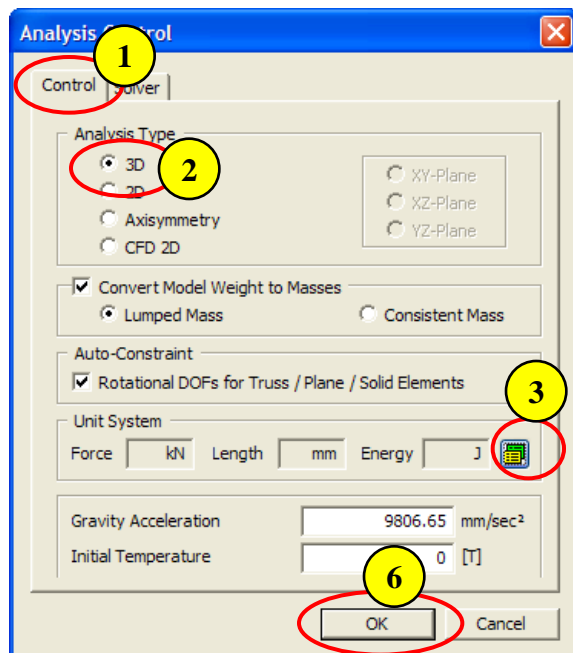 Analysis Control
1
Control Solver
Analysis Type
3D
2
2D
Axisymmetry
CFD 2D
XY-Plane
XZ-Plane
YZ-Plane
Convert Model Weight to Masses
Lumped Mass Consistent Mass
Auto-Constraint
Rotational DOFs for Truss / Plane / Solid Elements
3
Unit System
Force kN Length mm Energy J
Gravity Acceleration 9806.65 mm/sec²
Initial Temperature 0 [T]
6
OK Cancel